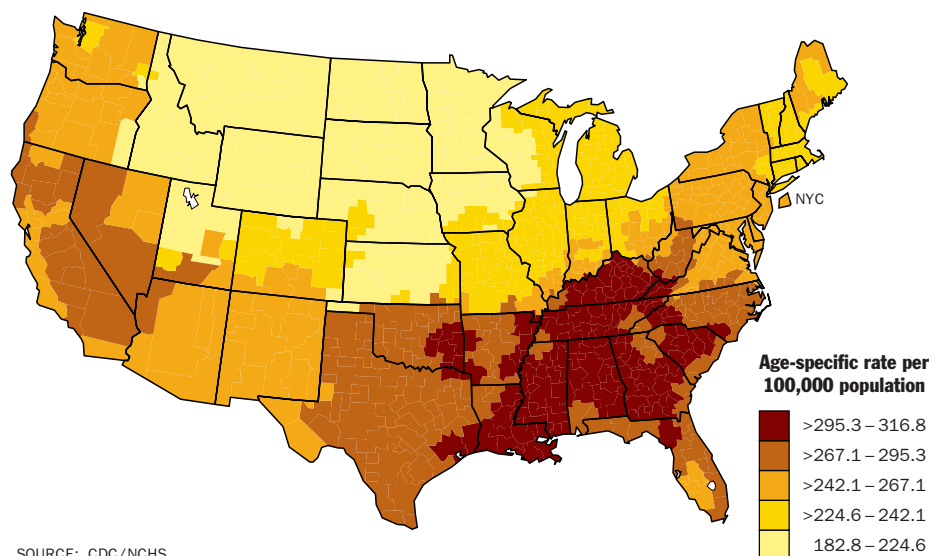 NYC
Age-specific rate per
100,000 population
>295.3 – 316.8
>267.1 – 295.3
>242.1 – 267.1
>224.6 – 242.1
182.8 – 224.6
SOURCE: CDC/NCHS